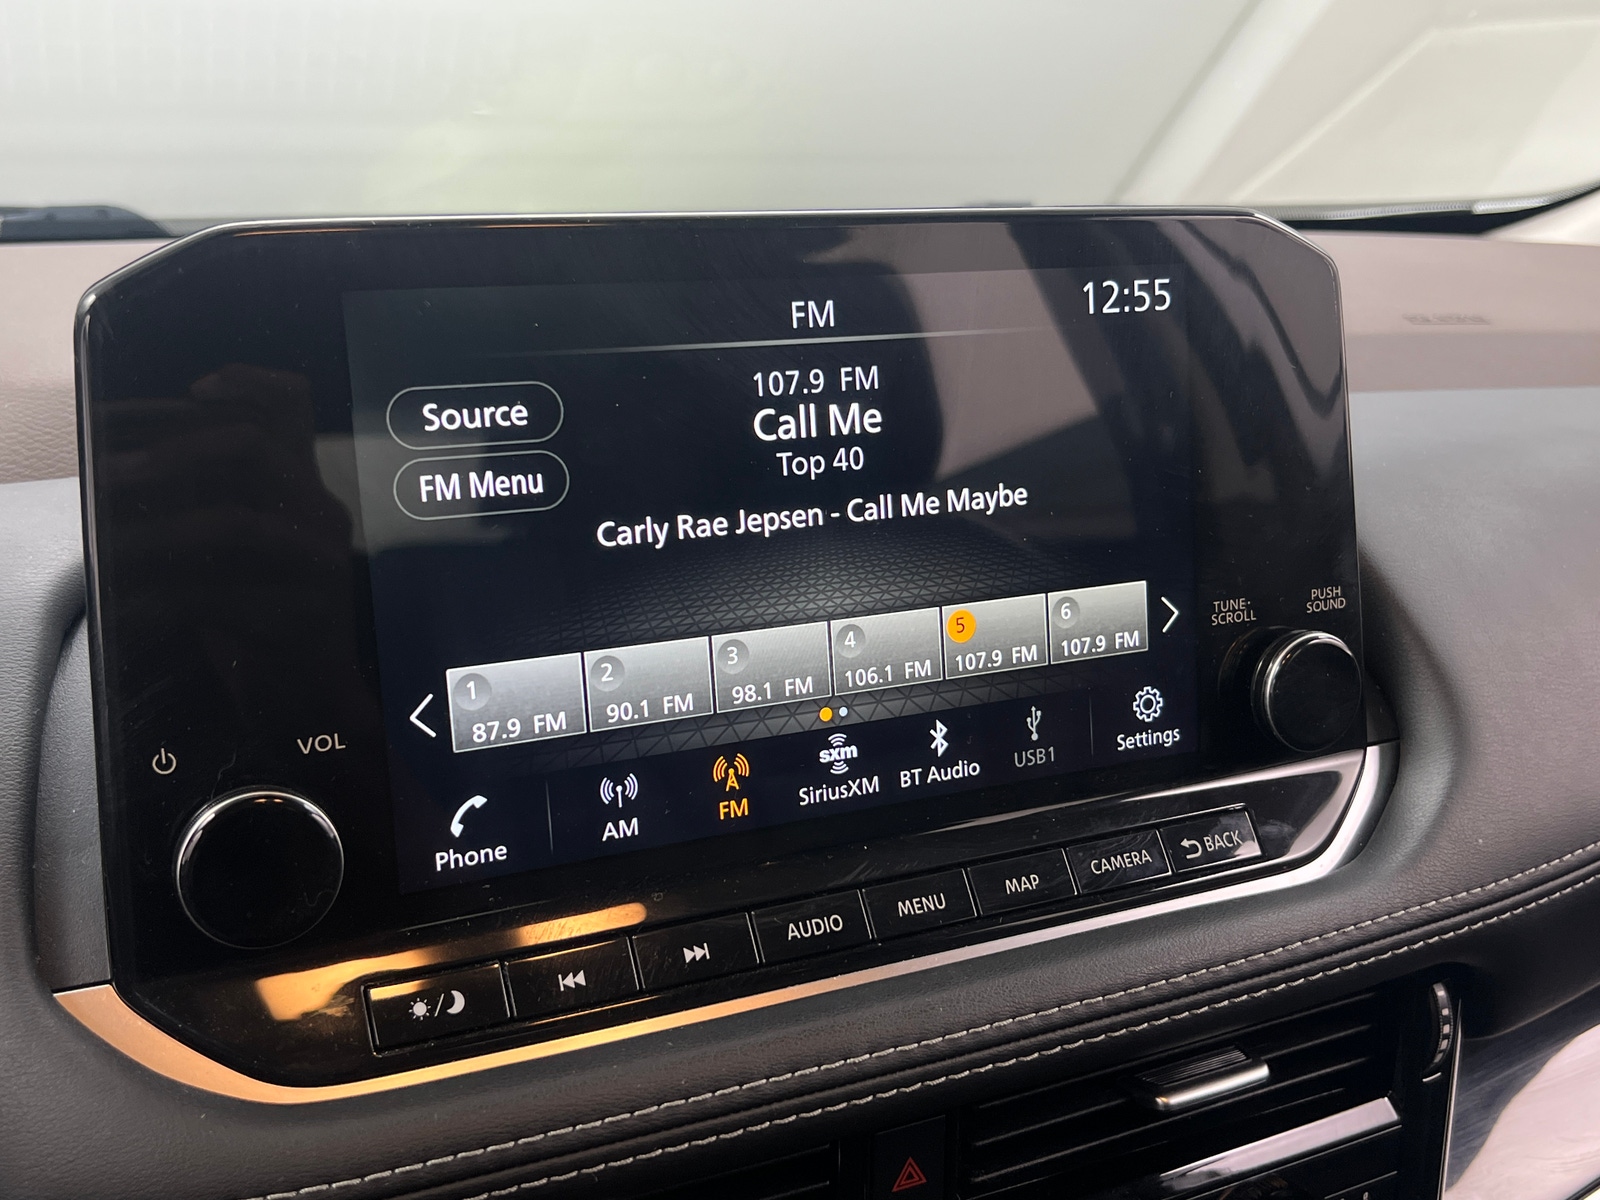 FM
12:55
Source
107.9 FM
Call Me
Top 40
FM Menu
Carly Rae Jepsen - Call Me Maybe
1
87.9 FM
2
90.1 FM
3
98.1 FM
4
106.1 FM
5
107.9 FM
6
107.9 FM
TUNE·
SCROLL
PUSH
SOUND
VOL
Phone
AM
FM
sxm
SiriusXM
BT Audio
USB1
Settings
AUDIO
MENU
MAP
CAMERA
BACK